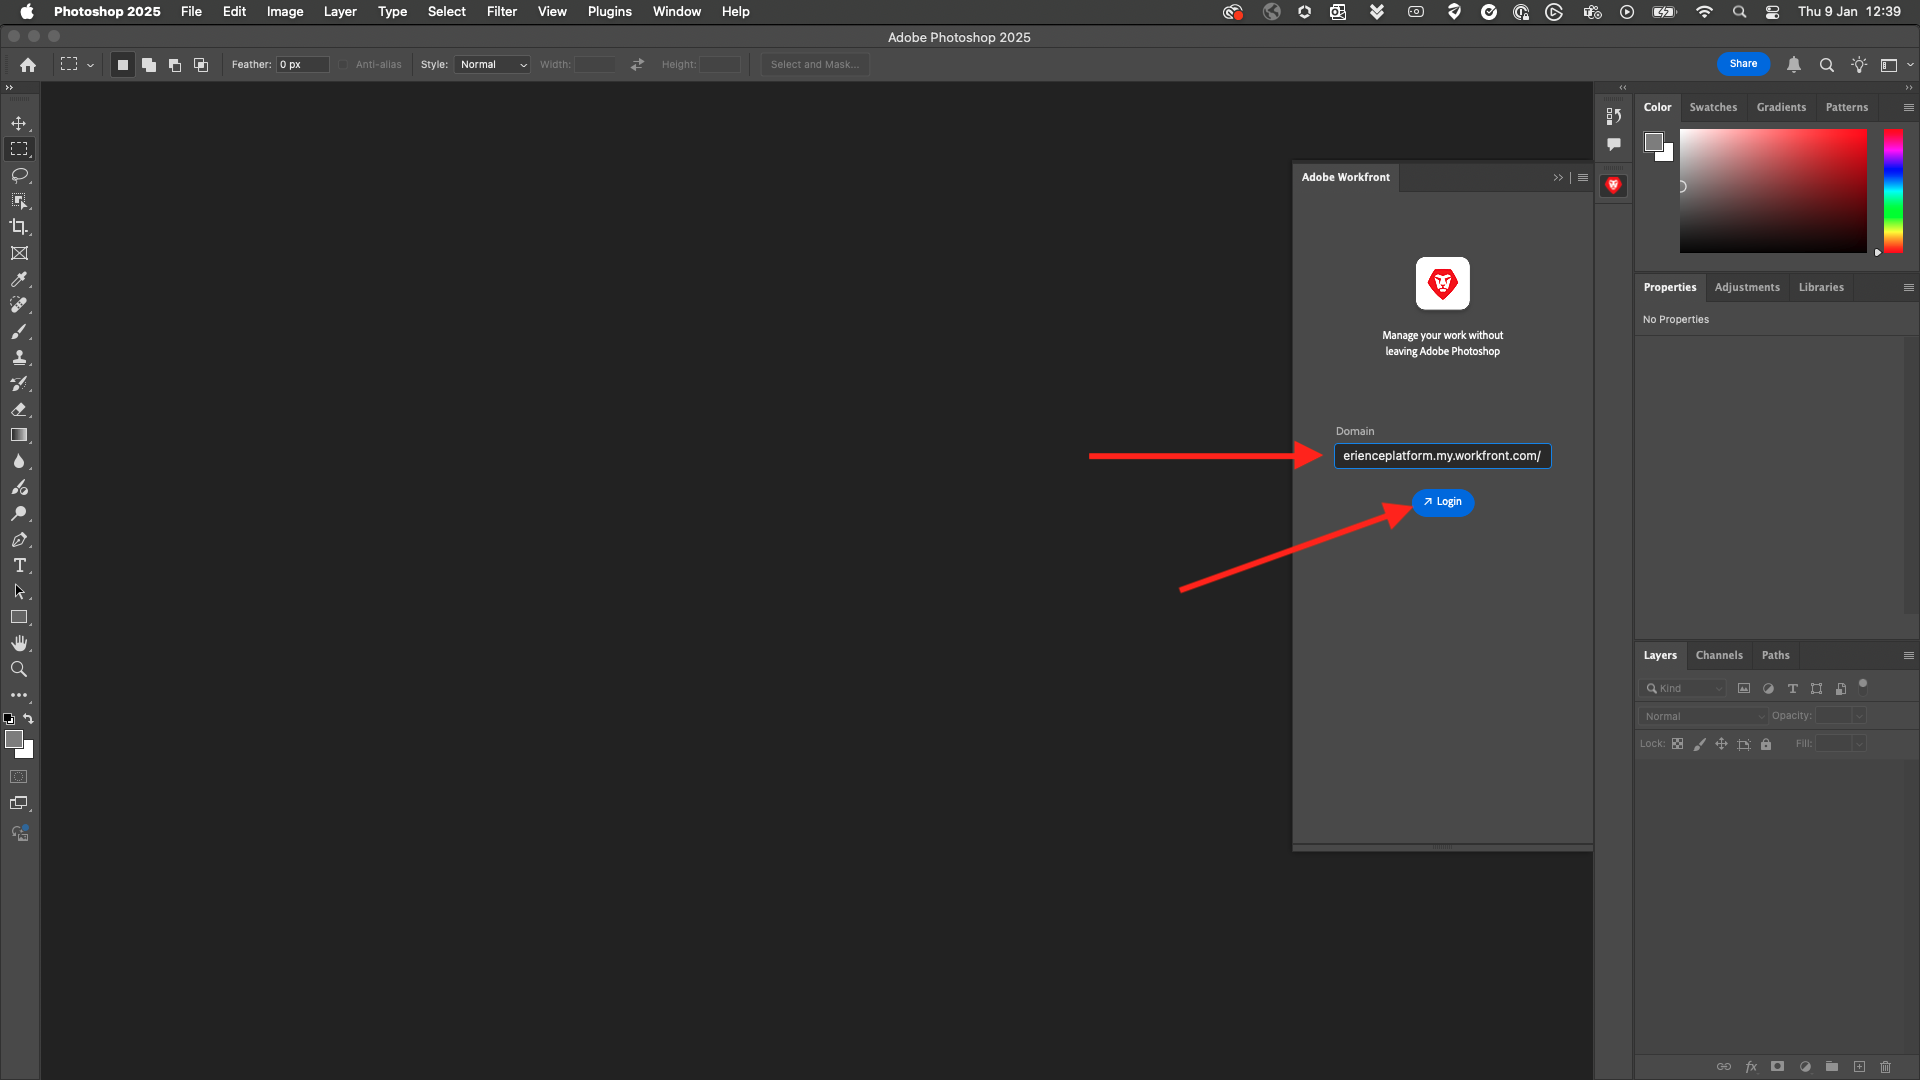 Photoshop 2025 File Edit Image Layer Type Select Filter View Plugins Window Help Thu 9 Jan 12:39
Adobe Photoshop 2025
Feather: 0 px Anti-alias Style: Normal Width: Height: Select and Mask... Share
Color Swatches Gradients Patterns
Adobe Workfront
Manage your work without
leaving Adobe Photoshop
Domain
erienceplatform.my.workfront.com/
Login
Properties Adjustments Libraries
No Properties
Layers Channels Paths
Kind
Normal Opacity:
Lock: Fill:
fx